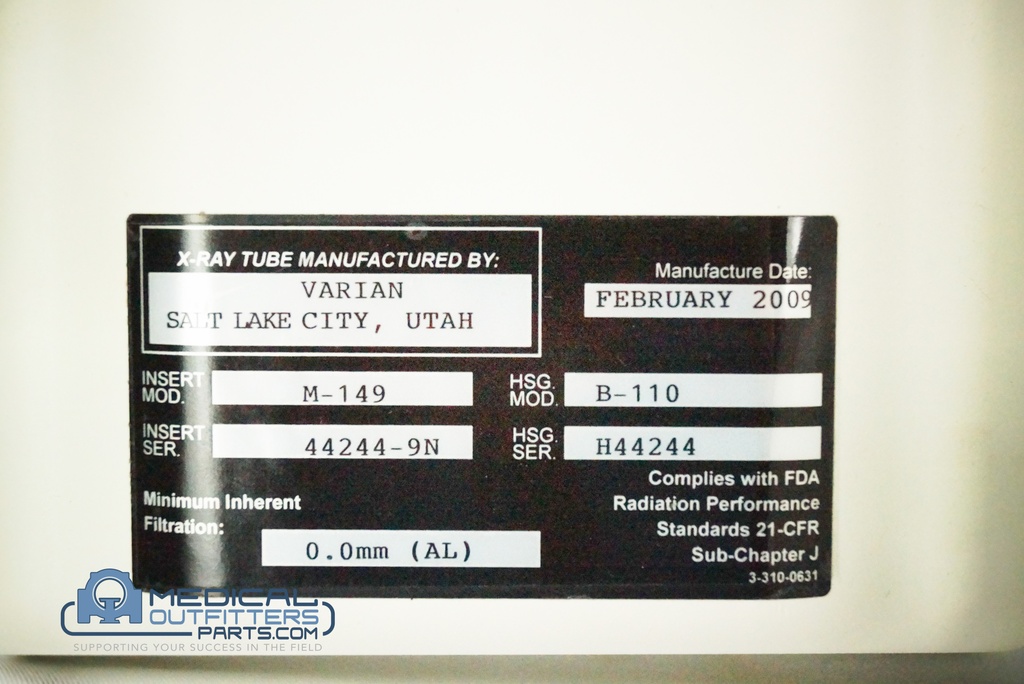 X-RAY TUBE MANUFACTURED BY:
VARIAN
SALT LAKE CITY, UTAH
Manufacture Date:
FEBRUARY 2009
INSERT MOD.
M-149
HSG. MOD.
B-110
INSERT SER.
44244-9N
HSG. SER.
H44244
Minimum Inherent
Filtration:
0.0mm (AL)
Complies with FDA
Radiation Performance
Standards 21-CFR
Sub-Chapter J
3-310-0631
MEDICAL
OUTFITTERS
PARTS.COM
SUPPORTING YOUR SUCCESS IN THE FIELD